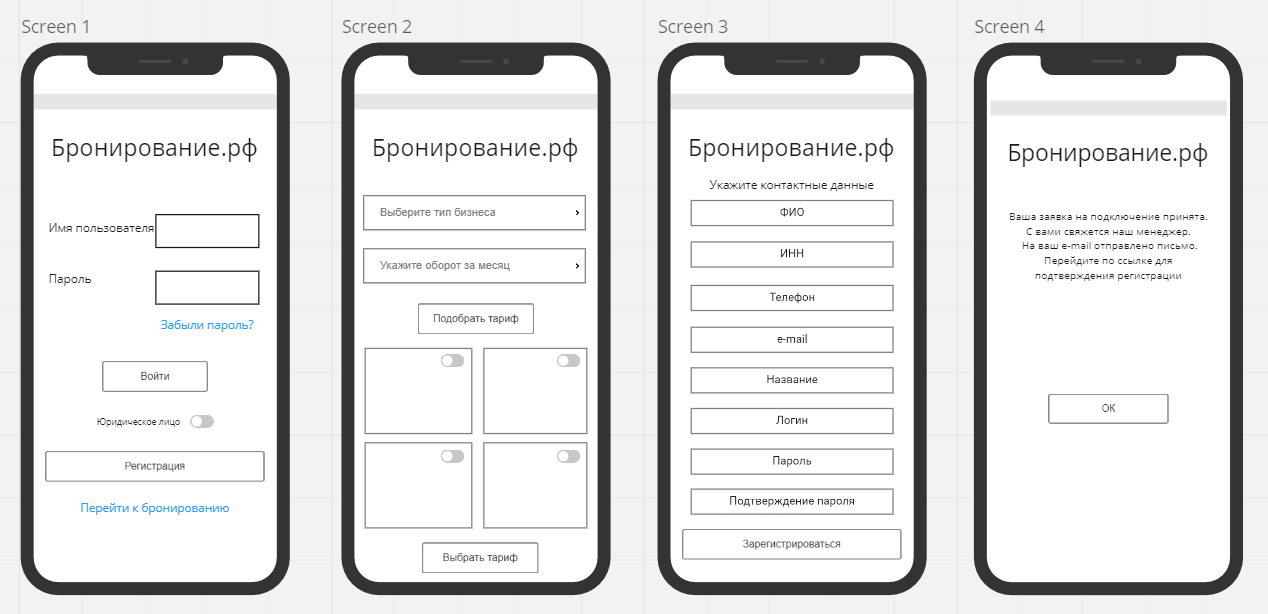 Screen 1
Бронирование.рф
Имя пользователя
Пароль
Забыли пароль?
Войти
Юридическое лицо
Регистрация
Перейти к бронированию
Screen 2
Бронирование.рф
Выберите тип бизнеса
Укажите оборот за месяц
Подобрать тариф
Выбрать тариф
Screen 3
Бронирование.рф
Укажите контактные данные
ФИО
ИНН
Телефон
e-mail
Название
Логин
Пароль
Подтверждение пароля
Зарегистрироваться
Screen 4
Бронирование.рф
Ваша заявка на подключение принята.
С вами свяжется наш менеджер.
На ваш e-mail отправлено письмо.
Перейдите по ссылке для
подтверждения регистрации
ОК